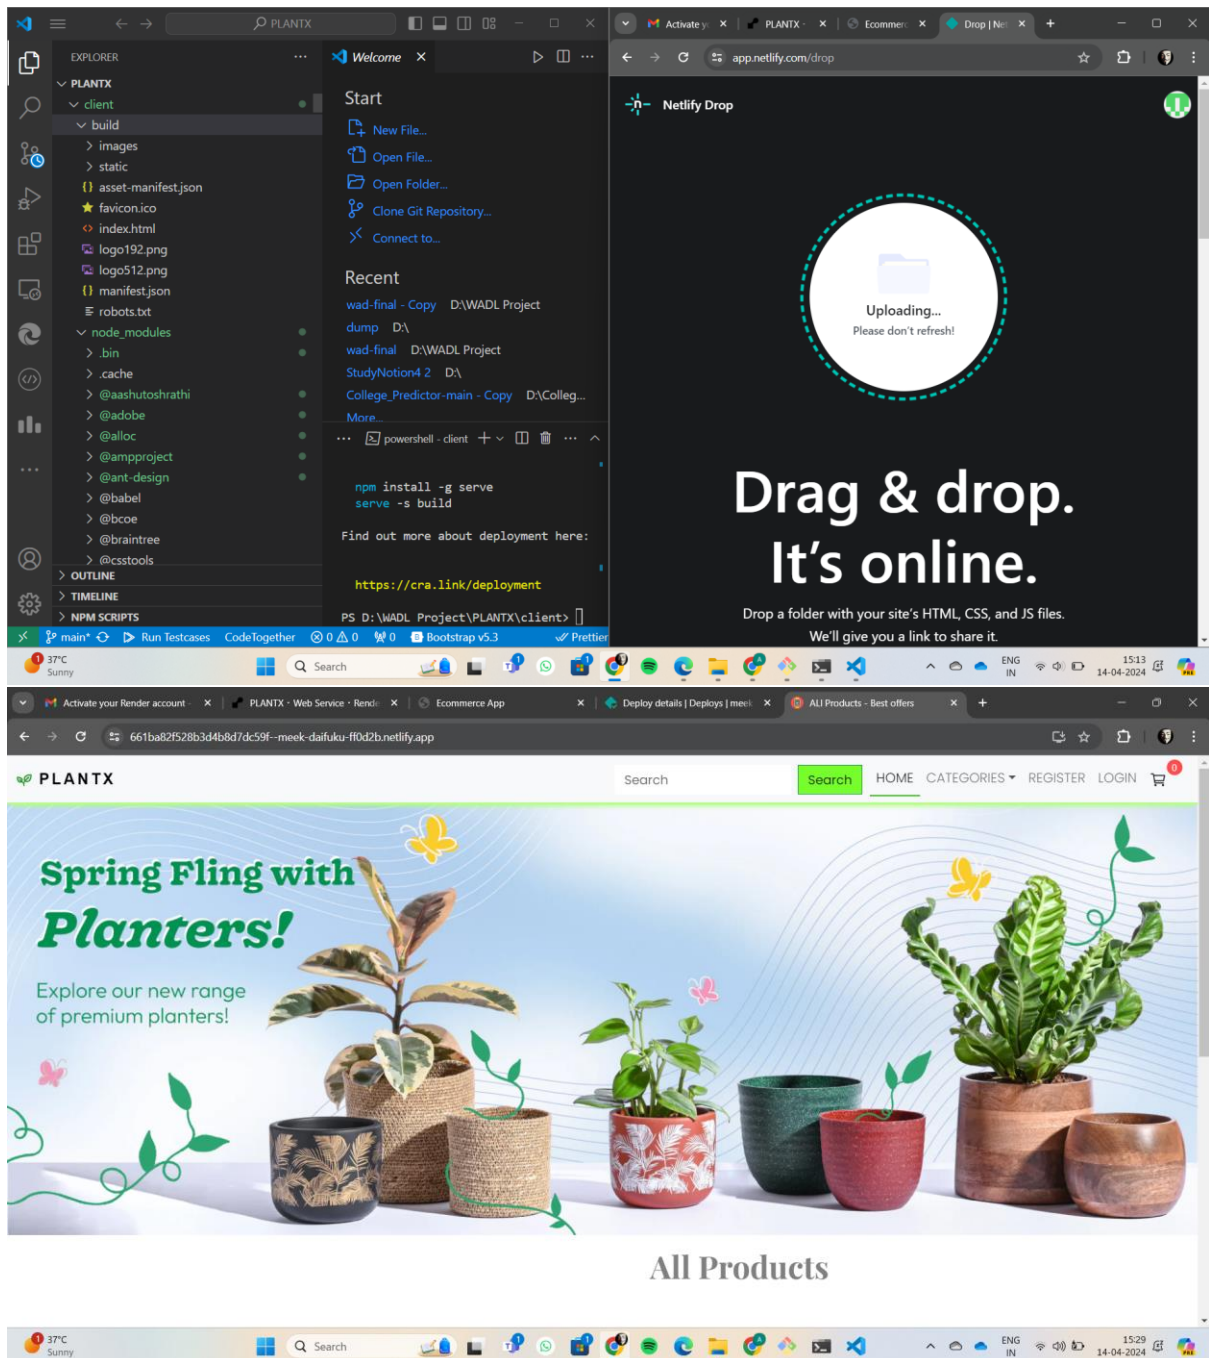 PLANTX
EXPLORER
PLANTX
client
build
images
static
{} asset-manifest.json
favicon.ico
<> index.html
logo192.png
logo512.png
{} manifest.json
robots.txt
node_modules
.bin
.cache
@aashutoshrathi
@adobe
@alloc
@ampproject
@ant-design
@babel
@bcoe
@braintree
@csstools
OUTLINE
TIMELINE
NPM SCRIPTS
Welcome
Start
New File...
Open File...
Open Folder...
Clone Git Repository...
Connect to...
Recent
wad-final - Copy D:\WADL Project
dump D:\
wad-final D:\WADL Project
StudyNotion4 2 D:\
College_Predictor-main - Copy D:\Colleg...
More...
powershell - client
npm install -g serve
serve -s build
Find out more about deployment here:
https://cra.link/deployment
PS D:\WADL Project\PLANTX\client>
main* Run Testcases CodeTogether 0 0 0 Bootstrap v5.3 Prettier
Activate y PLANTX - Ecommerc Drop | Net
app.netlify.com/drop
Netlify Drop
Uploading...
Please don't refresh!
Drag & drop.
It's online.
Drop a folder with your site's HTML, CSS, and JS files.
We'll give you a link to share it.
1
37°C
Sunny
Search
ENG
IN
15:13
14-04-2024
Activate your Render account - PLANTX · Web Service · Rende Ecommerce App Deploy details | Deploys | meek ALI Products - Best offers
661ba82f528b3d4b8d7dc59f--meek-daifuku-ff0d2b.netlify.app
PLANTX
Search Search HOME CATEGORIES REGISTER LOGIN 0
Spring Fling with
Planters!
Explore our new range
of premium planters!
All Products
1
37°C
Sunny
Search
ENG
IN
15:29
14-04-2024